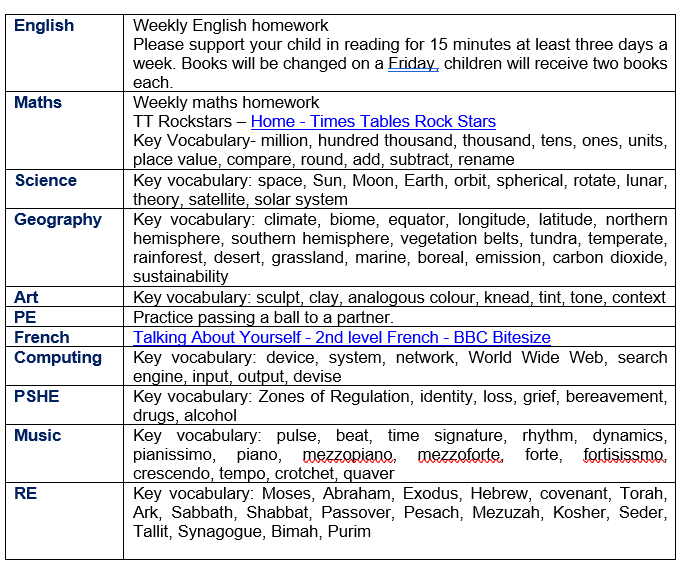 English
Weekly English homework
Please support your child in reading for 15 minutes at least three days a
week. Books will be changed on a Friday, children will receive two books
each.
Maths
Weekly maths homework
TT Rockstars – Home - Times Tables Rock Stars
Key Vocabulary- million, hundred thousand, thousand, tens, ones, units,
place value, compare, round, add, subtract, rename
Science
Key vocabulary: space, Sun, Moon, Earth, orbit, spherical, rotate, lunar,
theory, satellite, solar system
Geography
Key vocabulary: climate, biome, equator, longitude, latitude, northern
hemisphere, southern hemisphere, vegetation belts, tundra, temperate,
rainforest, desert, grassland, marine, boreal, emission, carbon dioxide,
sustainability
Art
Key vocabulary: sculpt, clay, analogous colour, knead, tint, tone, context
PE
Practice passing a ball to a partner.
French
Talking About Yourself - 2nd level French - BBC Bitesize
Computing
Key vocabulary: device, system, network, World Wide Web, search
engine, input, output, devise
PSHE
Key vocabulary: Zones of Regulation, identity, loss, grief, bereavement,
drugs, alcohol
Music
Key vocabulary: pulse, beat, time signature, rhythm, dynamics,
pianissimo, piano, mezzopiano, mezzoforte, forte, fortisissmo,
crescendo, tempo, crotchet, quaver
RE
Key vocabulary: Moses, Abraham, Exodus, Hebrew, covenant, Torah,
Ark, Sabbath, Shabbat, Passover, Pesach, Mezuzah, Kosher, Seder,
Tallit, Synagogue, Bimah, Purim